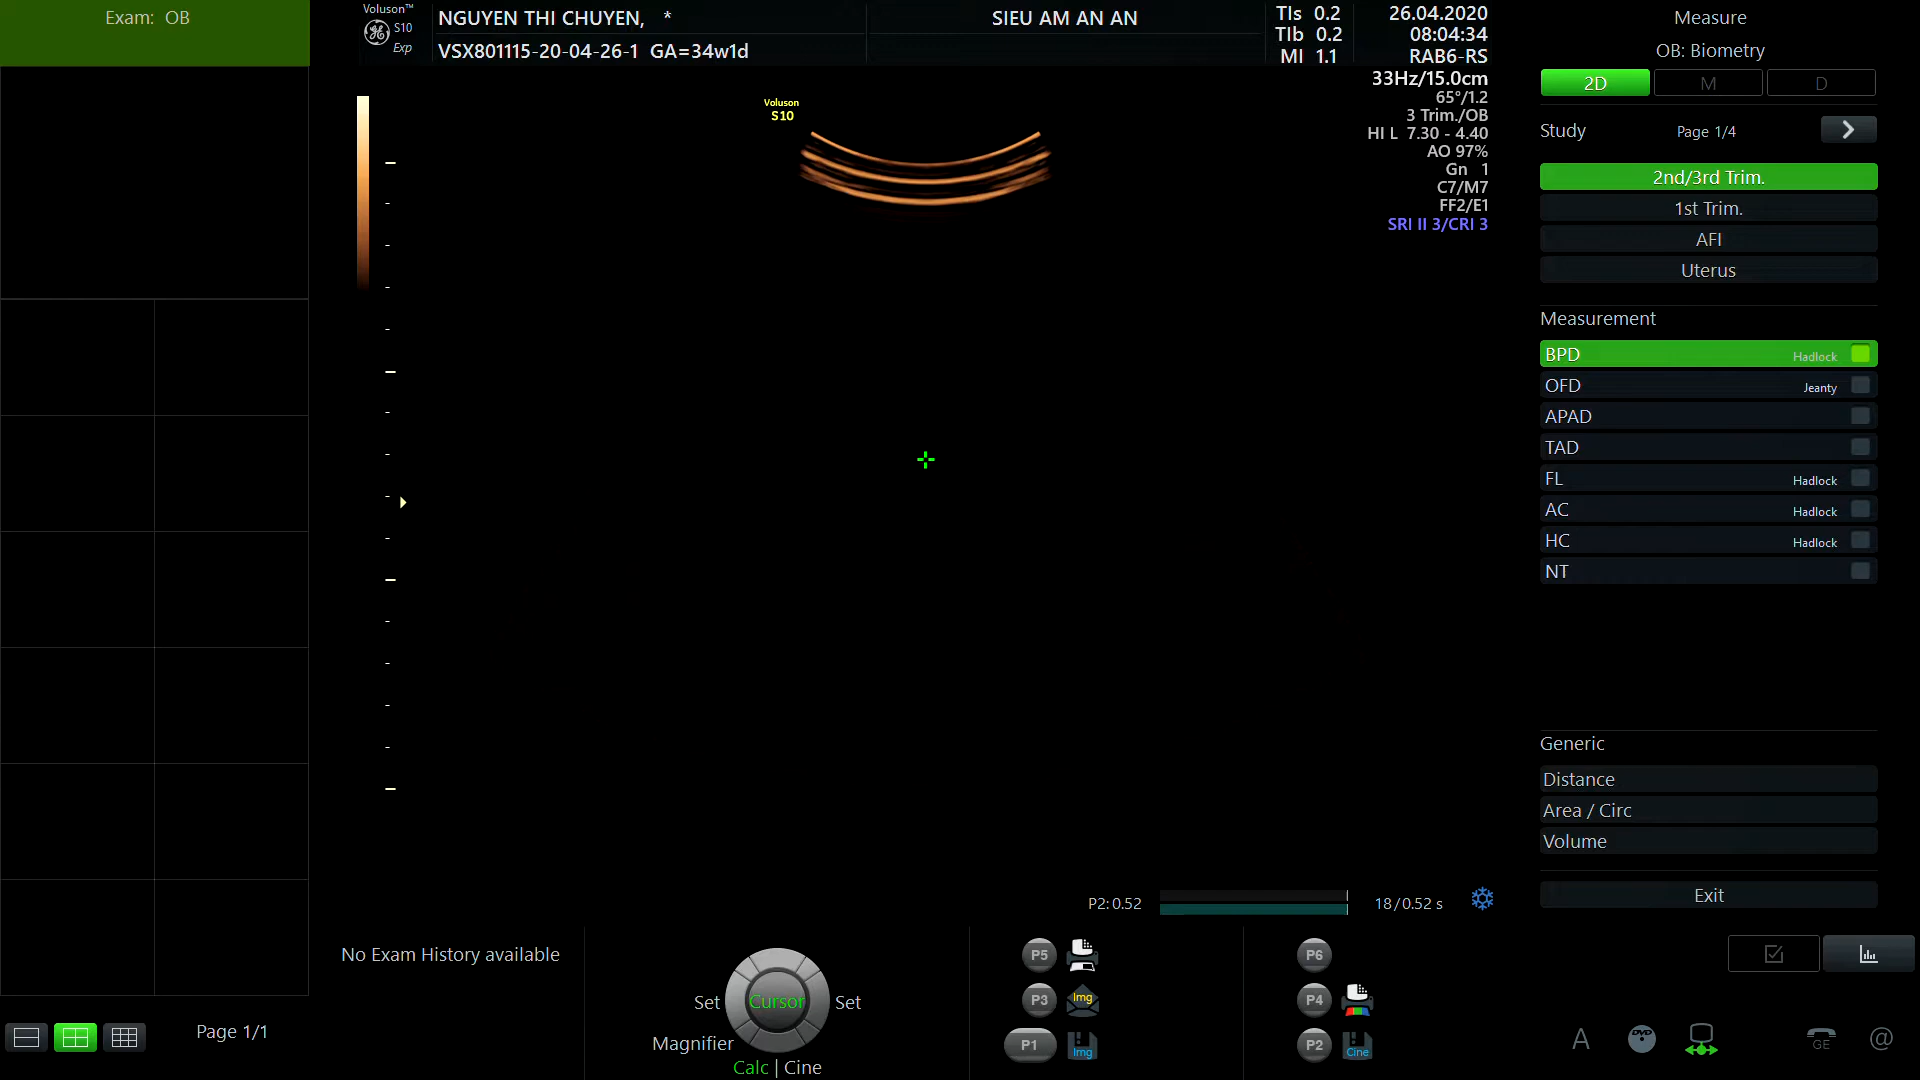 Exam: OB
Voluson™
S10
Exp
NGUYEN THI CHUYEN, *
VSX801115-20-04-26-1 GA=34w1d
SIEU AM AN AN
TIs 0.2
TIb 0.2
MI 1.1
26.04.2020
08:04:34
RAB6-RS
33Hz/15.0cm
65°/1.2
3 Trim./OB
HI L 7.30 - 4.40
AO 97%
Gn 1
C7/M7
FF2/E1
SRI II 3/CRI 3
Voluson
S10
P2: 0.52
18/0.52 s
No Exam History available
Page 1/1
Set Cursor Set
Magnifier
Calc | Cine
P5
P3 Img
P1 Img
P6
P4
P2 Cine
Measure
OB: Biometry
2D M D
Study Page 1/4
2nd/3rd Trim.
1st Trim.
AFI
Uterus
Measurement
BPD Hadlock
OFD Jeanty
APAD
TAD
FL Hadlock
AC Hadlock
HC Hadlock
NT
Generic
Distance
Area / Circ
Volume
Exit
A DVD GE @